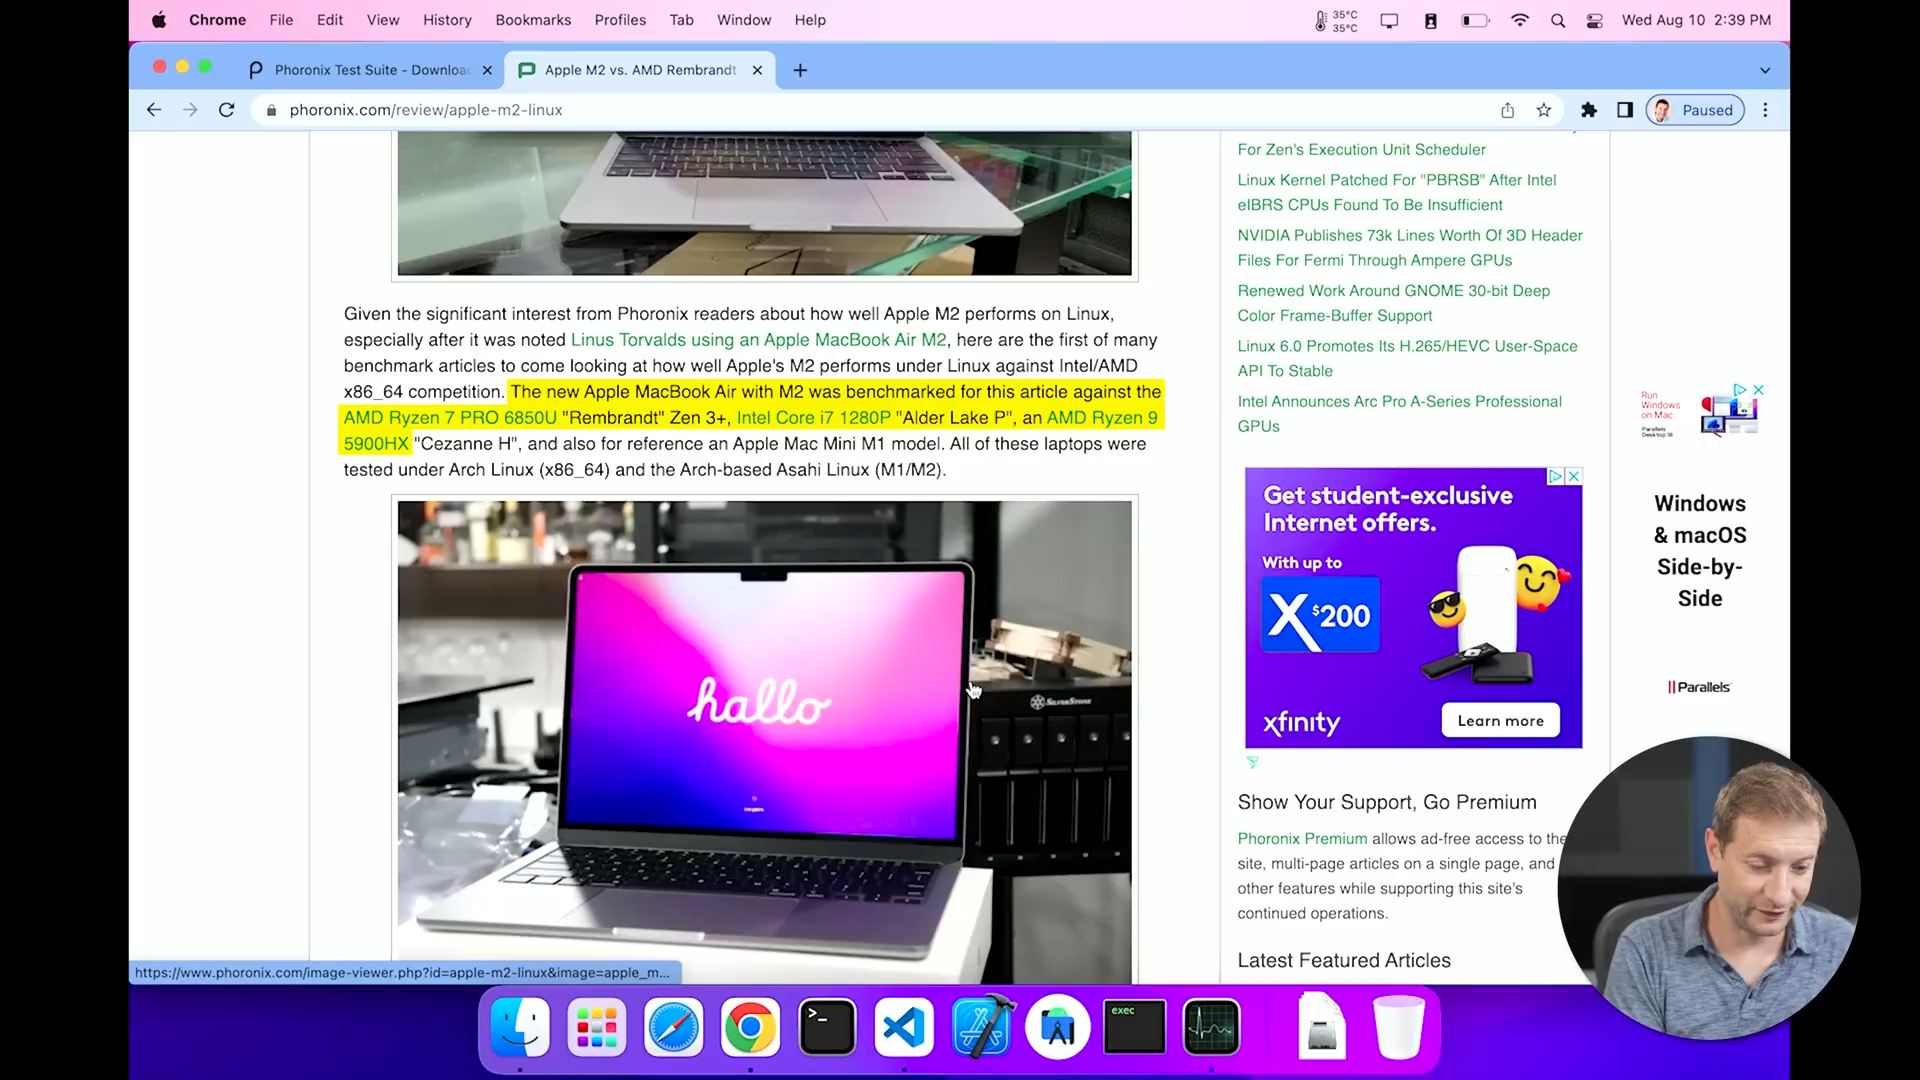 Chrome File Edit View History Bookmarks Profiles Tab Window Help
35°C
35°C
Wed Aug 10 2:39 PM
Phoronix Test Suite - Downloa
Apple M2 vs. AMD Rembrandt
phoronix.com/review/apple-m2-linux
Paused
Given the significant interest from Phoronix readers about how well Apple M2 performs on Linux,
especially after it was noted Linus Torvalds using an Apple MacBook Air M2, here are the first of many
benchmark articles to come looking at how well Apple's M2 performs under Linux against Intel/AMD
x86_64 competition. The new Apple MacBook Air with M2 was benchmarked for this article against the
AMD Ryzen 7 PRO 6850U "Rembrandt" Zen 3+, Intel Core i7 1280P "Alder Lake P", an AMD Ryzen 9
5900HX "Cezanne H", and also for reference an Apple Mac Mini M1 model. All of these laptops were
tested under Arch Linux (x86_64) and the Arch-based Asahi Linux (M1/M2).
hallo
SILVERSTONE
https://www.phoronix.com/image-viewer.php?id=apple-m2-linux&image=apple_m...
For Zen's Execution Unit Scheduler
Linux Kernel Patched For "PBRSB" After Intel
eIBRS CPUs Found To Be Insufficient
NVIDIA Publishes 73k Lines Worth Of 3D Header
Files For Fermi Through Ampere GPUs
Renewed Work Around GNOME 30-bit Deep
Color Frame-Buffer Support
Linux 6.0 Promotes Its H.265/HEVC User-Space
API To Stable
Intel Announces Arc Pro A-Series Professional
GPUs
Get student-exclusive
Internet offers.
With up to
X $200
xfinity
Learn more
Show Your Support, Go Premium
Phoronix Premium allows ad-free access to the
site, multi-page articles on a single page, and
other features while supporting this site's
continued operations.
Latest Featured Articles
Run
Windows
on Mac
Parallels Desktop 18
Windows
& macOS
Side-by-
Side
Parallels
>_
exec